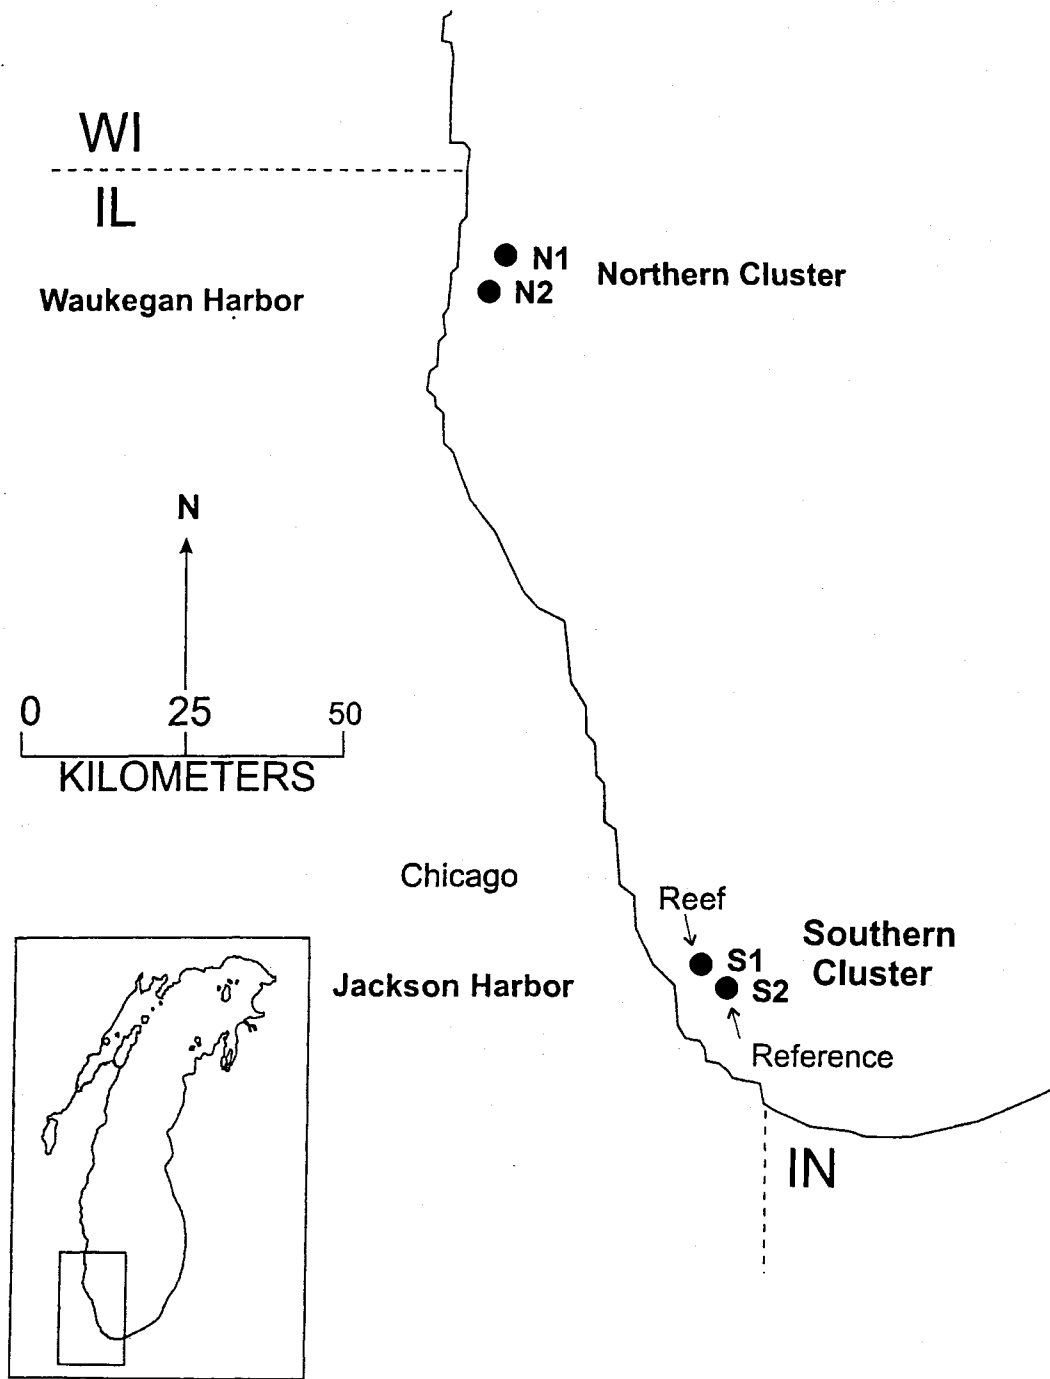 WI
IL
N1
N2
Northern Cluster
Waukegan Harbor
N
0 25 50
KILOMETERS
Chicago
Reef
Southern
Cluster
S1
S2
Jackson Harbor
Reference
IN